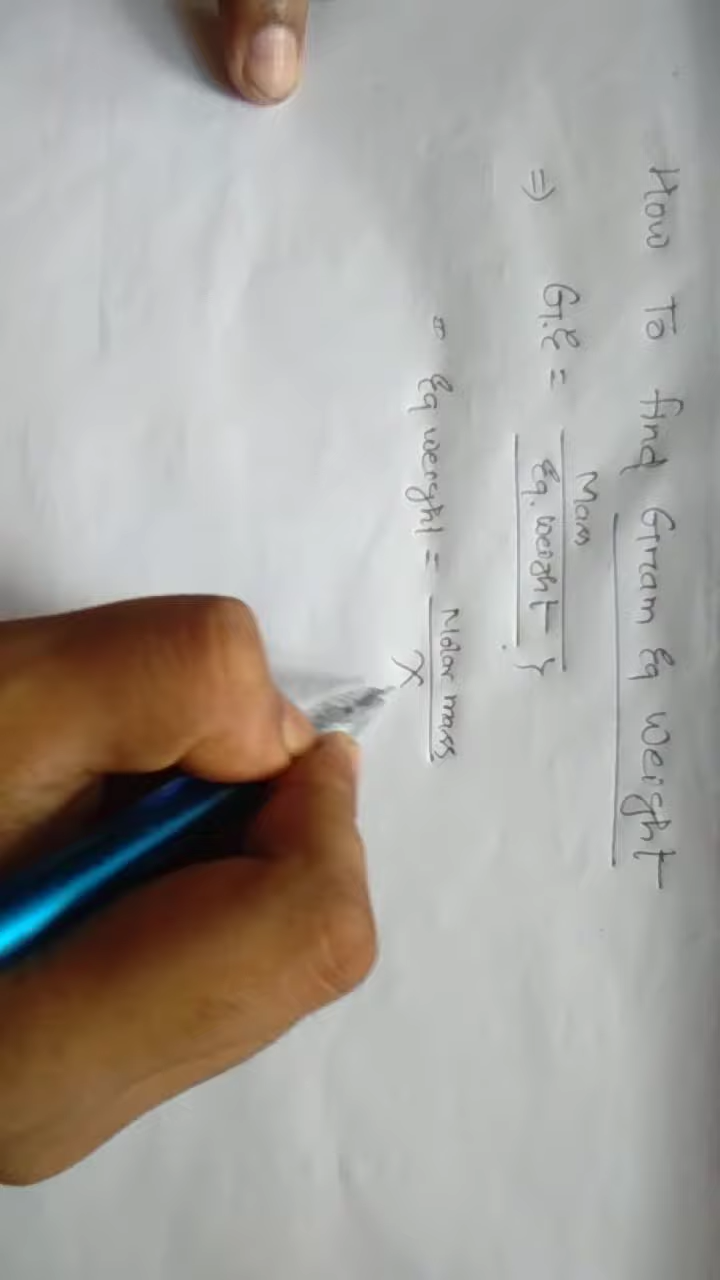 How To find Gram Eq weight
⇒ G.E = Mass
Eq. weight }
Eq weight = Molar mass
X